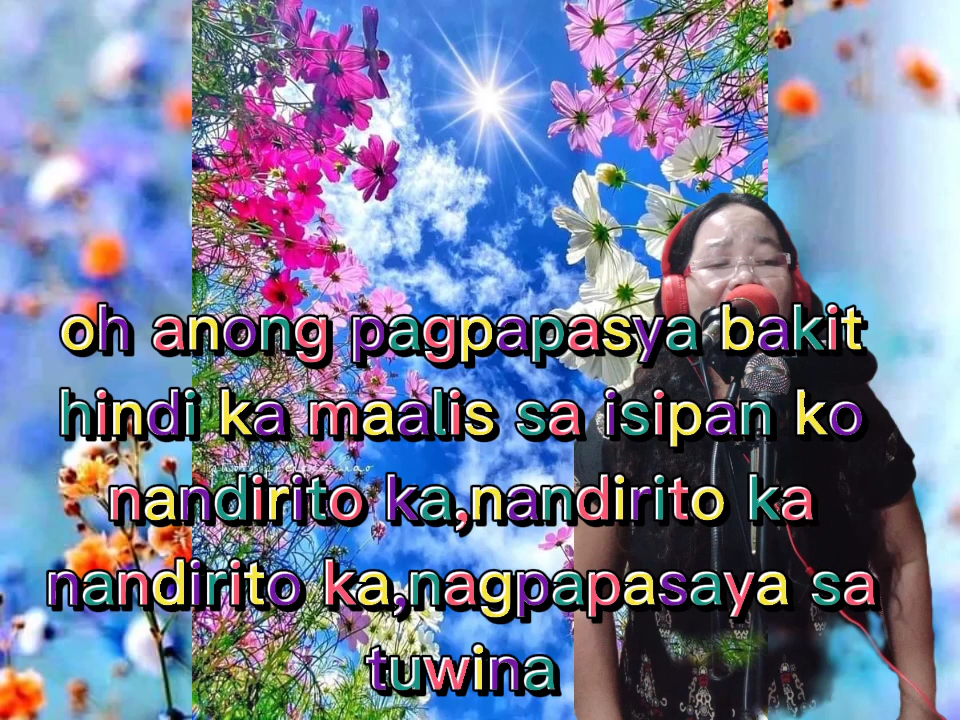 oh anong pagpapasya bakit
hindi ka maalis sa isipan ko
nandirito ka,nandirito ka
nandirito ka,nagpapasaya sa
tuwina